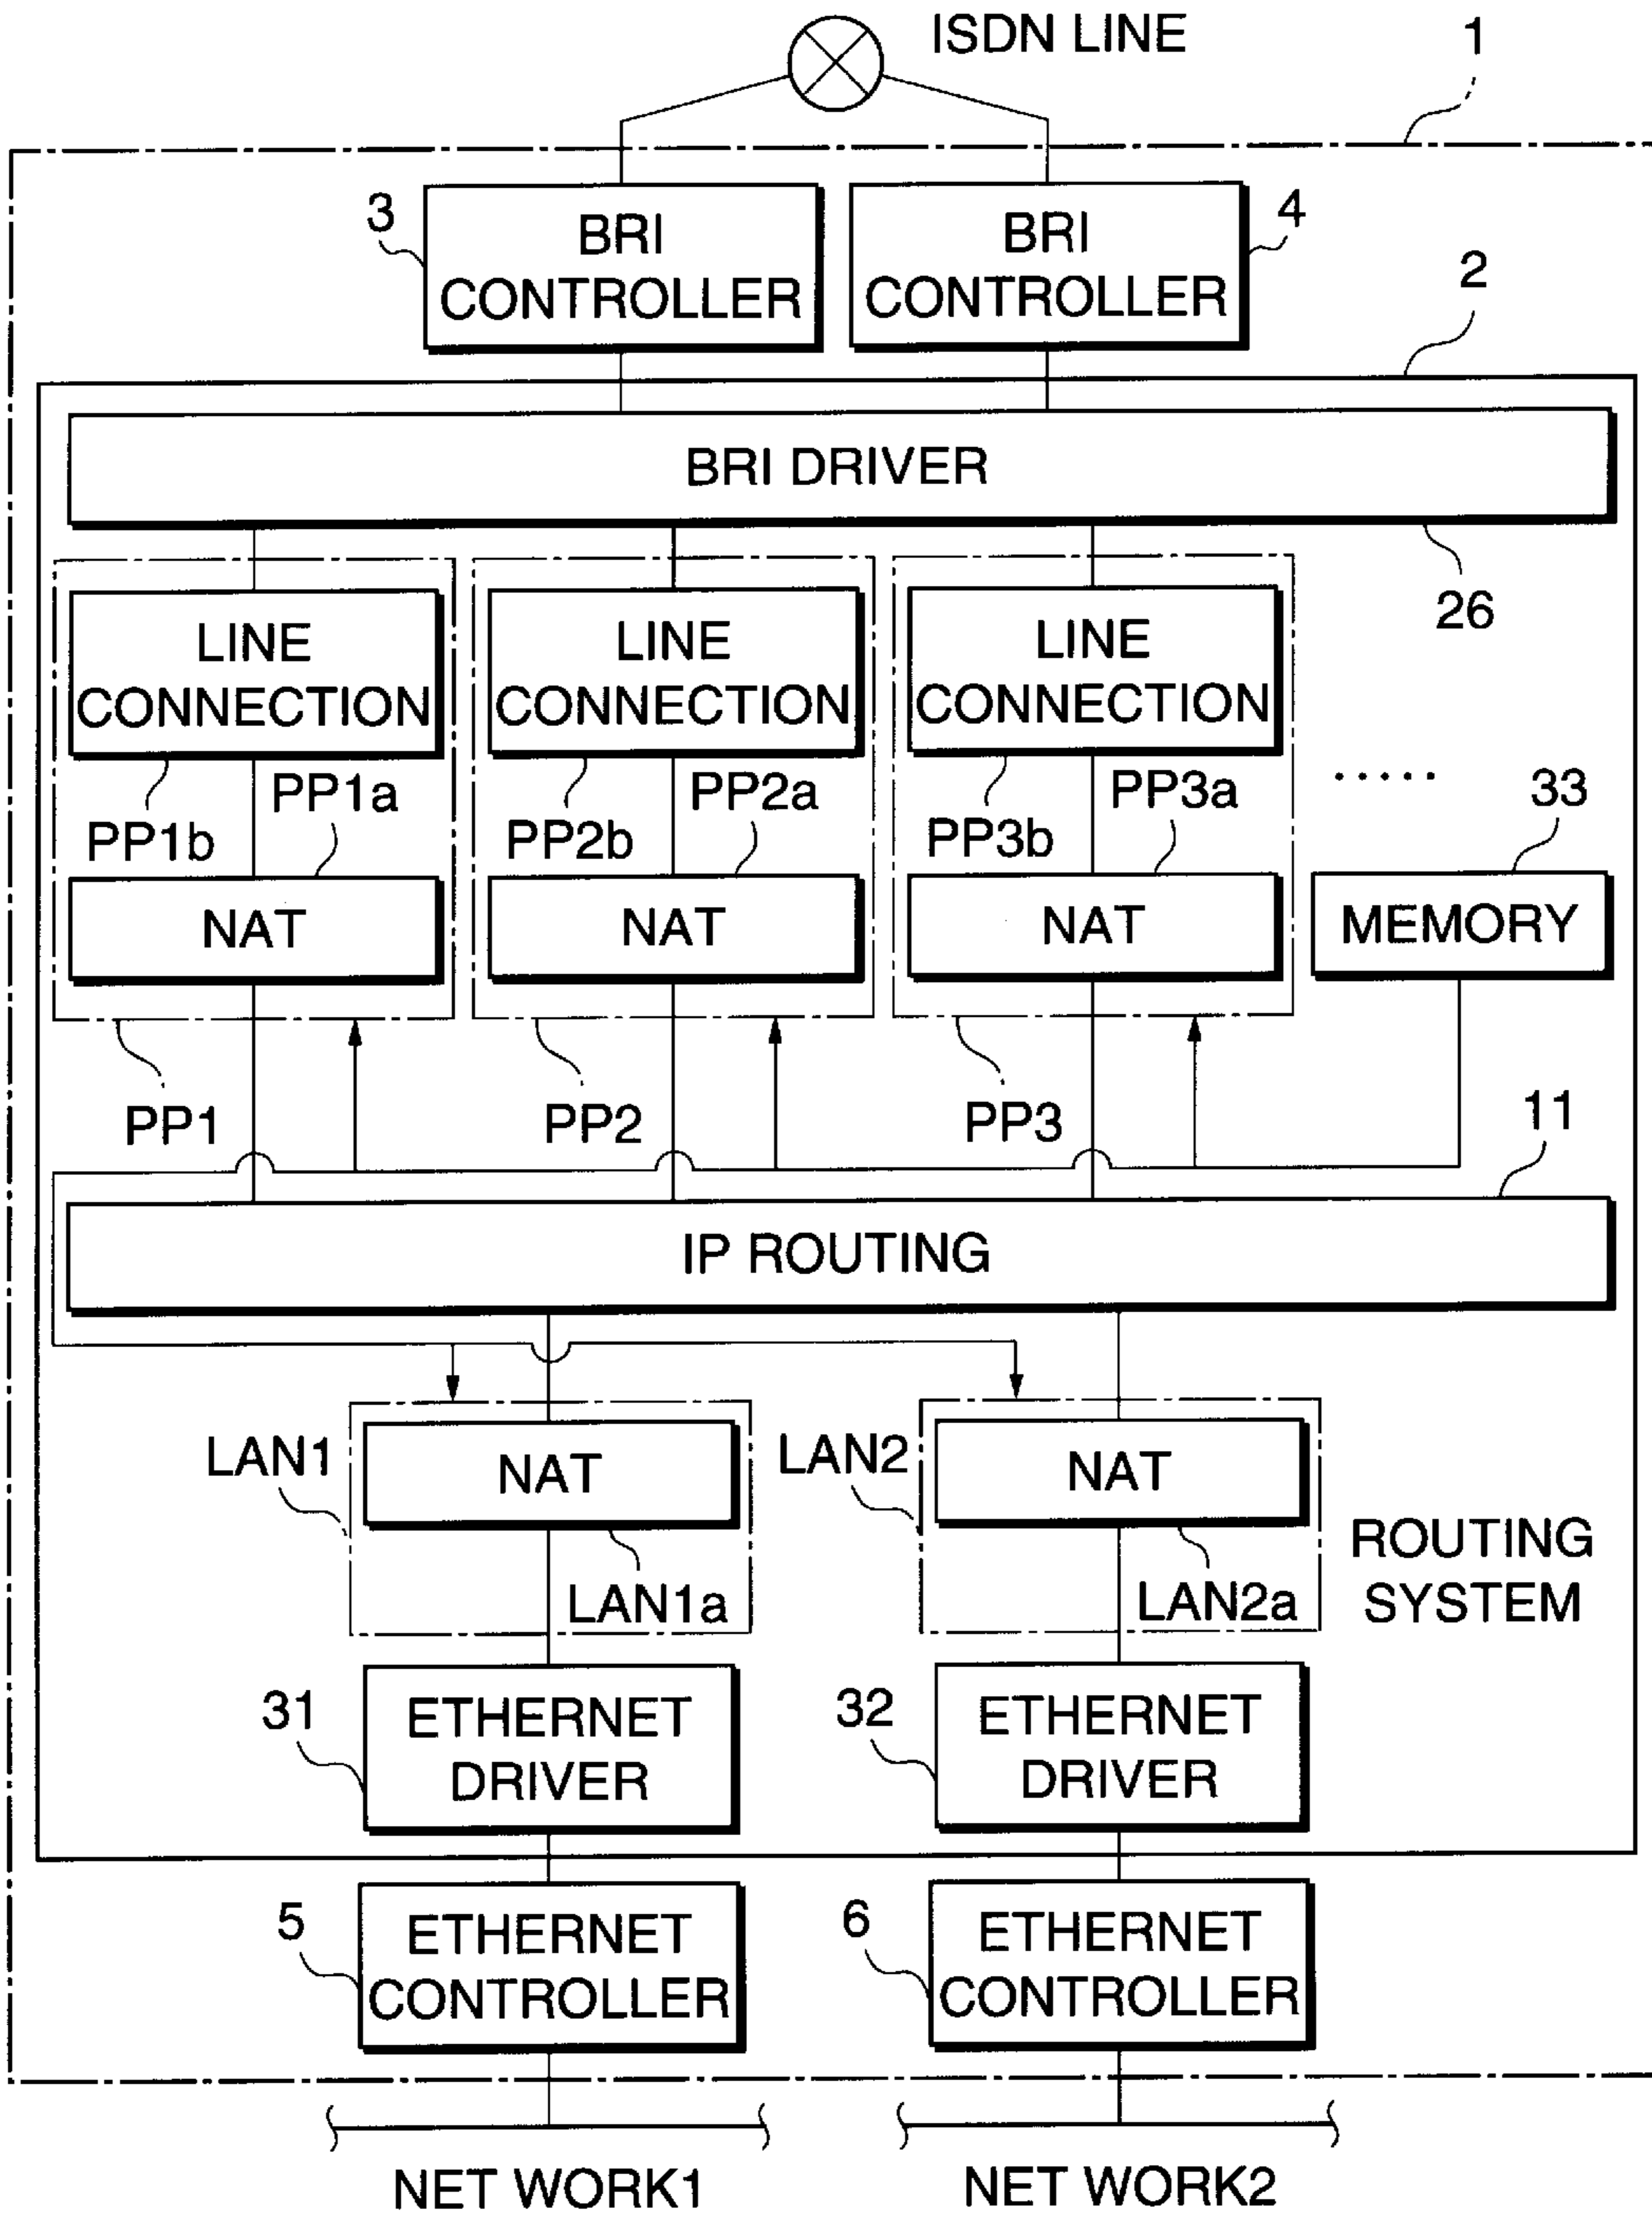 ISDN LINE
1
3
BRI
CONTROLLER
BRI
CONTROLLER
4
2
BRI DRIVER
26
LINE
CONNECTION
LINE
CONNECTION
LINE
CONNECTION
PP1b
PP1a
PP2b
PP2a
PP3b
PP3a
.....
33
NAT
NAT
NAT
MEMORY
PP1
PP2
PP3
11
IP ROUTING
LAN1
NAT
LAN1a
LAN2
NAT
LAN2a
ROUTING
SYSTEM
31
ETHERNET
DRIVER
32
ETHERNET
DRIVER
5
ETHERNET
CONTROLLER
6
ETHERNET
CONTROLLER
NET WORK1
NET WORK2